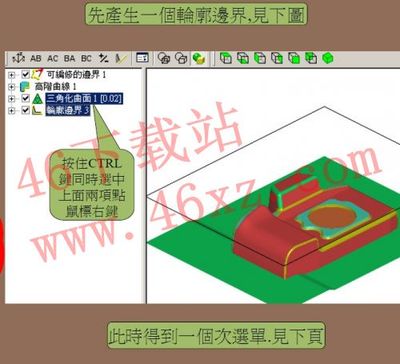 先產生一個輪廓邊界,見下圖
AB AC BA BC
可編修的邊界 1
高階曲線 1
三角化曲面 1 [0.02]
輪廓邊界 3
按住CTRL
鍵同時選中
上面兩項點
鼠標右鍵
46下载站
www.46xz.com
此時得到一個次選單.見下頁